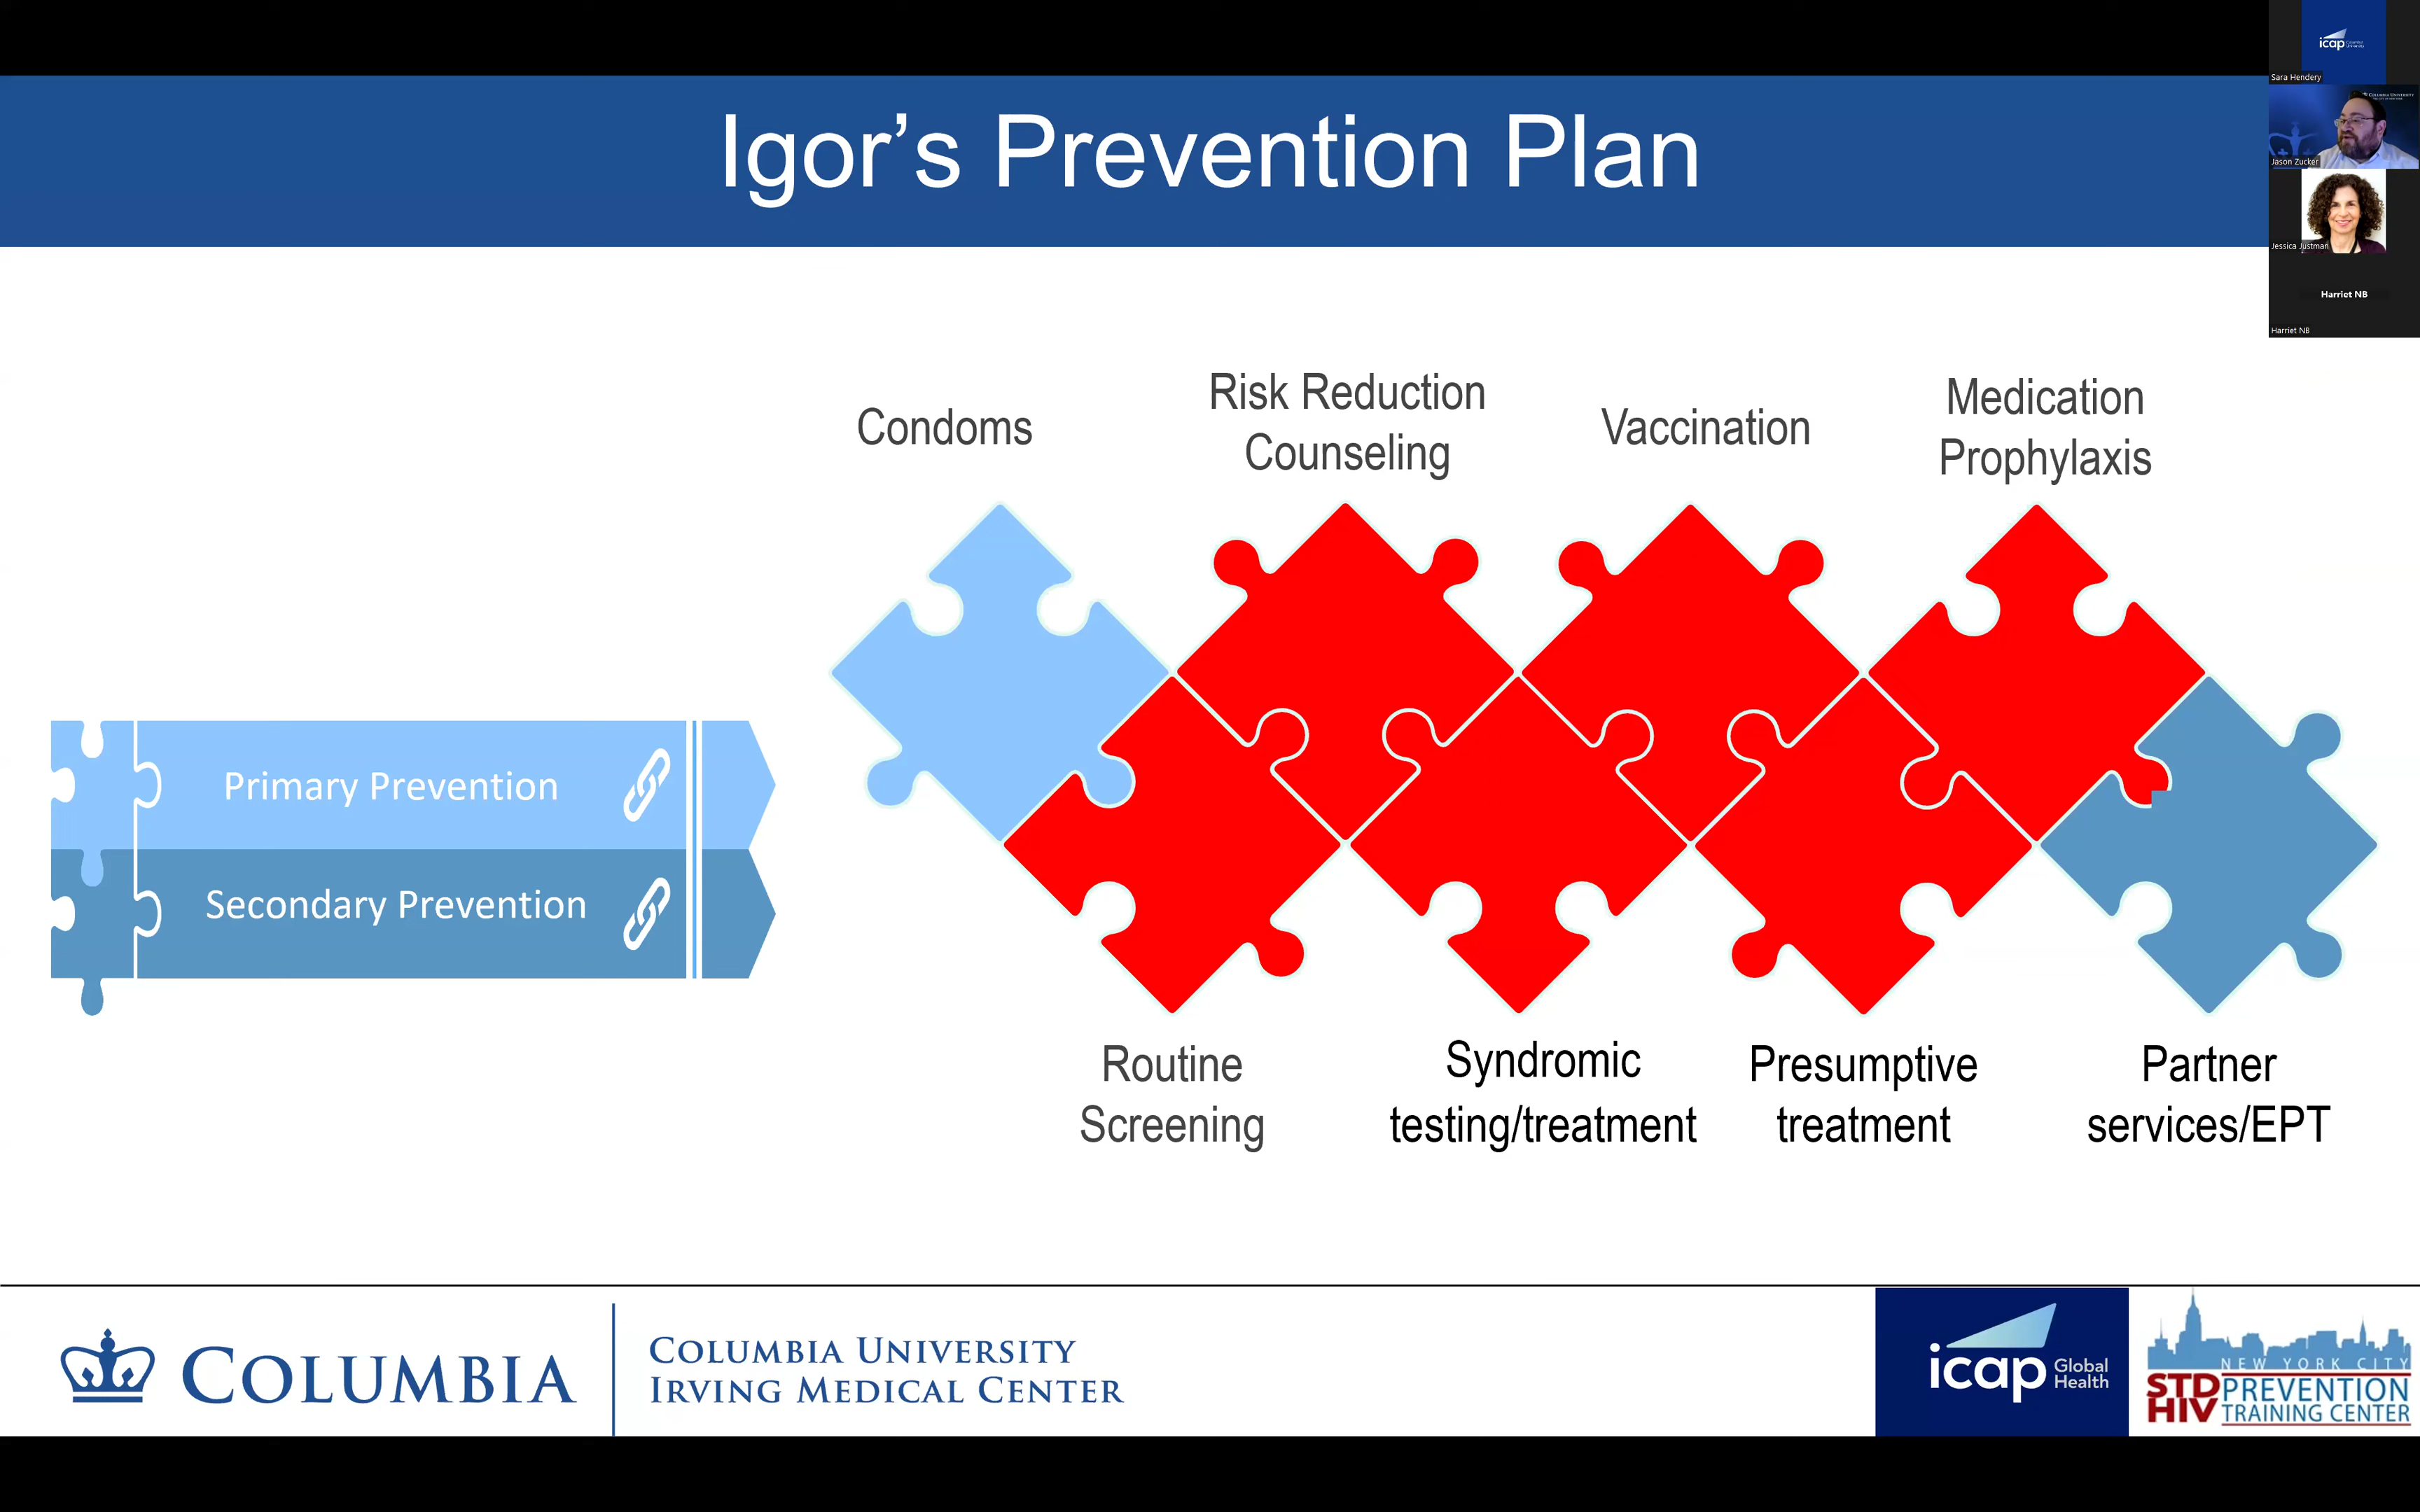 Igor’s Prevention Plan
icap
Sara Hendery
Jason Zucker
Jessica Justman
Harriet NB
Harriet NB
Condoms
Risk Reduction
Counseling
Vaccination
Medication
Prophylaxis
Primary Prevention
Secondary Prevention
Routine
Screening
Syndromic
testing/treatment
Presumptive
treatment
Partner
services/EPT
COLUMBIA
COLUMBIA UNIVERSITY
IRVING MEDICAL CENTER
icap Global
Health
NEW YORK CITY
STD PREVENTION
HIV TRAINING CENTER